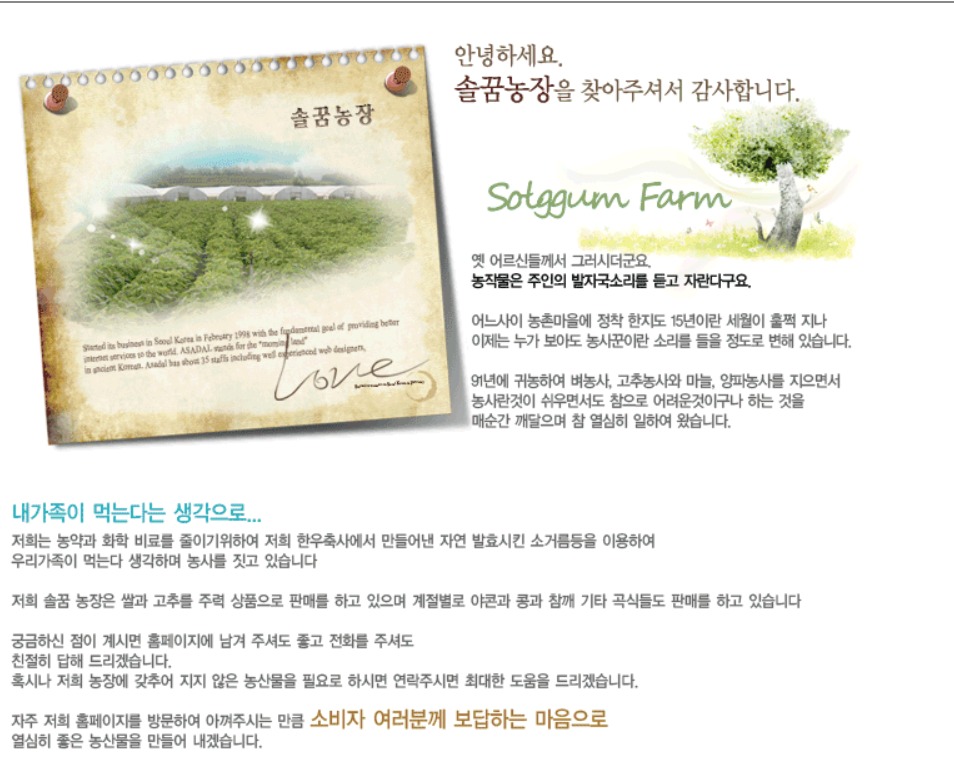 안녕하세요.
솔꿈농장을 찾아주셔서 감사합니다.
솔꿈농장
Sotggum Farm
Started its business in Seoul Korea in February 1998 with the fundamental goal of providing better
internet services to the world. ASADAL stands for the "morning land"
in ancient Korean. Asadal has about 35 staffs including well experienced web designers,
Love
옛 어르신들께서 그러시더군요.
농작물은 주인의 발자국소리를 듣고 자란다구요.
어느사이 농촌마을에 정착 한지도 15년이란 세월이 훌쩍 지나
이제는 누가 보아도 농사꾼이란 소리를 들을 정도로 변해 있습니다.
91년에 귀농하여 벼농사, 고추농사와 마늘, 양파농사를 지으면서
농사란것이 쉬우면서도 참으로 어려운것이구나 하는 것을
매순간 깨달으며 참 열심히 일하여 왔습니다.
내가족이 먹는다는 생각으로...
저희는 농약과 화학 비료를 줄이기위하여 저희 한우축사에서 만들어낸 자연 발효시킨 소거름등을 이용하여
우리가족이 먹는다 생각하며 농사를 짓고 있습니다
저희 솔꿈 농장은 쌀과 고추를 주력 상품으로 판매를 하고 있으며 계절별로 야콘과 콩과 참깨 기타 곡식들도 판매를 하고 있습니다
궁금하신 점이 계시면 홈페이지에 남겨 주셔도 좋고 전화를 주셔도
친절히 답해 드리겠습니다.
혹시나 저희 농장에 갖추어 지지 않은 농산물을 필요로 하시면 연락주시면 최대한 도움을 드리겠습니다.
자주 저희 홈페이지를 방문하여 아껴주시는 만큼 소비자 여러분께 보답하는 마음으로
열심히 좋은 농산물을 만들어 내겠습니다.